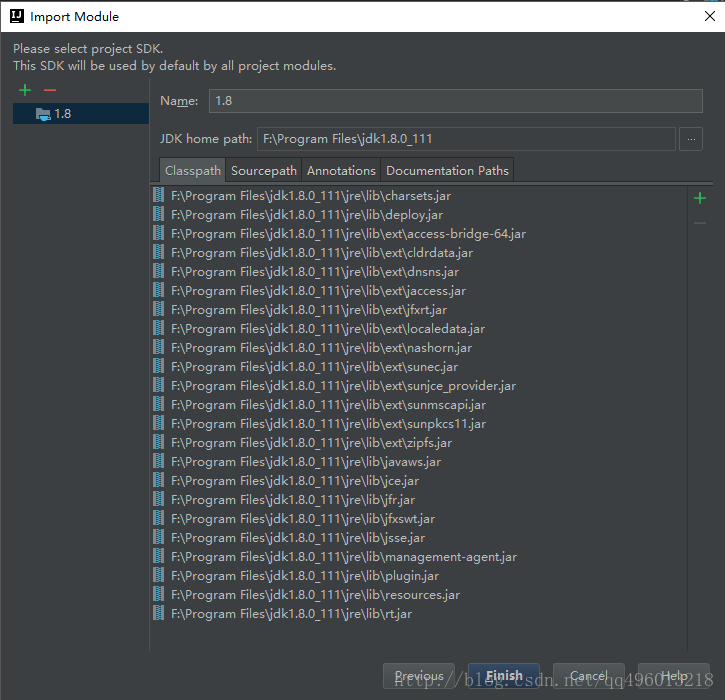 Import Module
Please select project SDK.
This SDK will be used by default by all project modules.
1.8
Name: 1.8
JDK home path: F:\Program Files\jdk1.8.0_111 ...
Classpath Sourcepath Annotations Documentation Paths
F:\Program Files\jdk1.8.0_111\jre\lib\charsets.jar
F:\Program Files\jdk1.8.0_111\jre\lib\deploy.jar
F:\Program Files\jdk1.8.0_111\jre\lib\ext\access-bridge-64.jar
F:\Program Files\jdk1.8.0_111\jre\lib\ext\cldrdata.jar
F:\Program Files\jdk1.8.0_111\jre\lib\ext\dnsns.jar
F:\Program Files\jdk1.8.0_111\jre\lib\ext\jaccess.jar
F:\Program Files\jdk1.8.0_111\jre\lib\ext\jfxrt.jar
F:\Program Files\jdk1.8.0_111\jre\lib\ext\localedata.jar
F:\Program Files\jdk1.8.0_111\jre\lib\ext\nashorn.jar
F:\Program Files\jdk1.8.0_111\jre\lib\ext\sunec.jar
F:\Program Files\jdk1.8.0_111\jre\lib\ext\sunjce_provider.jar
F:\Program Files\jdk1.8.0_111\jre\lib\ext\sunmscapi.jar
F:\Program Files\jdk1.8.0_111\jre\lib\ext\sunpkcs11.jar
F:\Program Files\jdk1.8.0_111\jre\lib\ext\zipfs.jar
F:\Program Files\jdk1.8.0_111\jre\lib\javaws.jar
F:\Program Files\jdk1.8.0_111\jre\lib\jce.jar
F:\Program Files\jdk1.8.0_111\jre\lib\jfr.jar
F:\Program Files\jdk1.8.0_111\jre\lib\jfxswt.jar
F:\Program Files\jdk1.8.0_111\jre\lib\jsse.jar
F:\Program Files\jdk1.8.0_111\jre\lib\management-agent.jar
F:\Program Files\jdk1.8.0_111\jre\lib\plugin.jar
F:\Program Files\jdk1.8.0_111\jre\lib\resources.jar
F:\Program Files\jdk1.8.0_111\jre\lib\rt.jar
Previous Finish Cancel Help